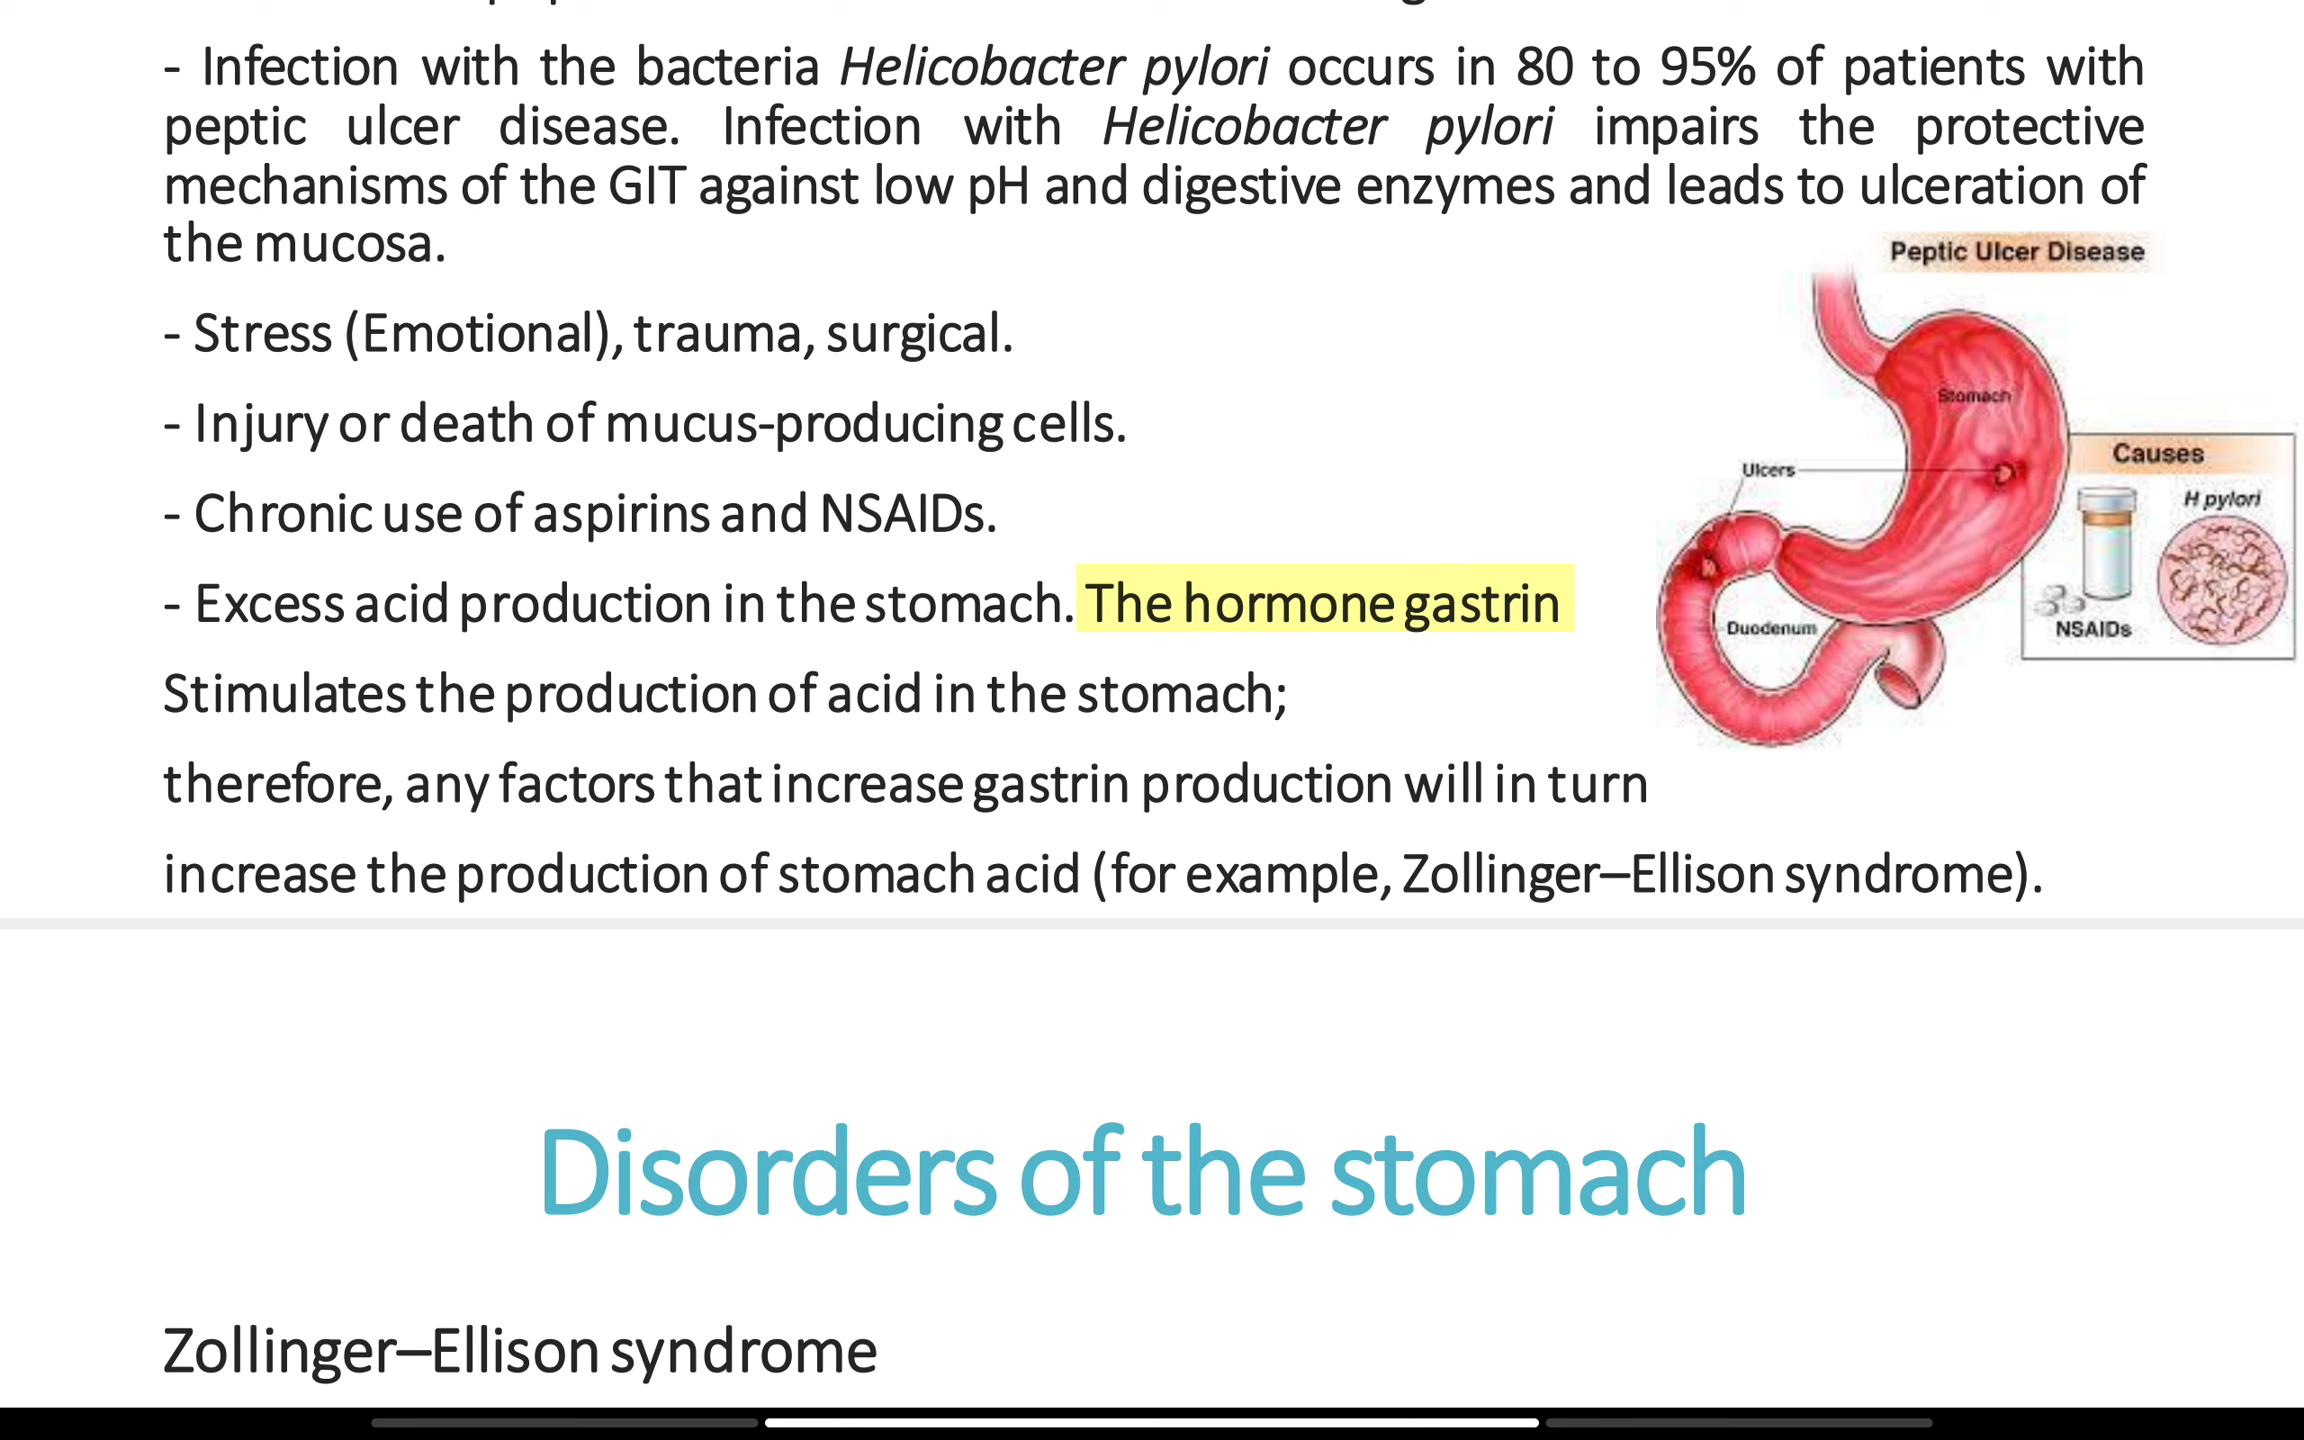 - Infection with the bacteria Helicobacter pylori occurs in 80 to 95% of patients with
peptic ulcer disease. Infection with Helicobacter pylori impairs the protective
mechanisms of the GIT against low pH and digestive enzymes and leads to ulceration of
the mucosa.
Peptic Ulcer Disease
- Stress (Emotional), trauma, surgical.
Stomach
- Injury or death of mucus-producing cells.
Causes
Ulcers
H pylori
- Chronic use of aspirins and NSAIDs.
- Excess acid production in the stomach. The hormone gastrin
Duodenum
NSAIDs
Stimulates the production of acid in the stomach;
therefore, any factors that increase gastrin production will in turn
increase the production of stomach acid (for example, Zollinger–Ellison syndrome).
Disorders of the stomach
Zollinger–Ellison syndrome